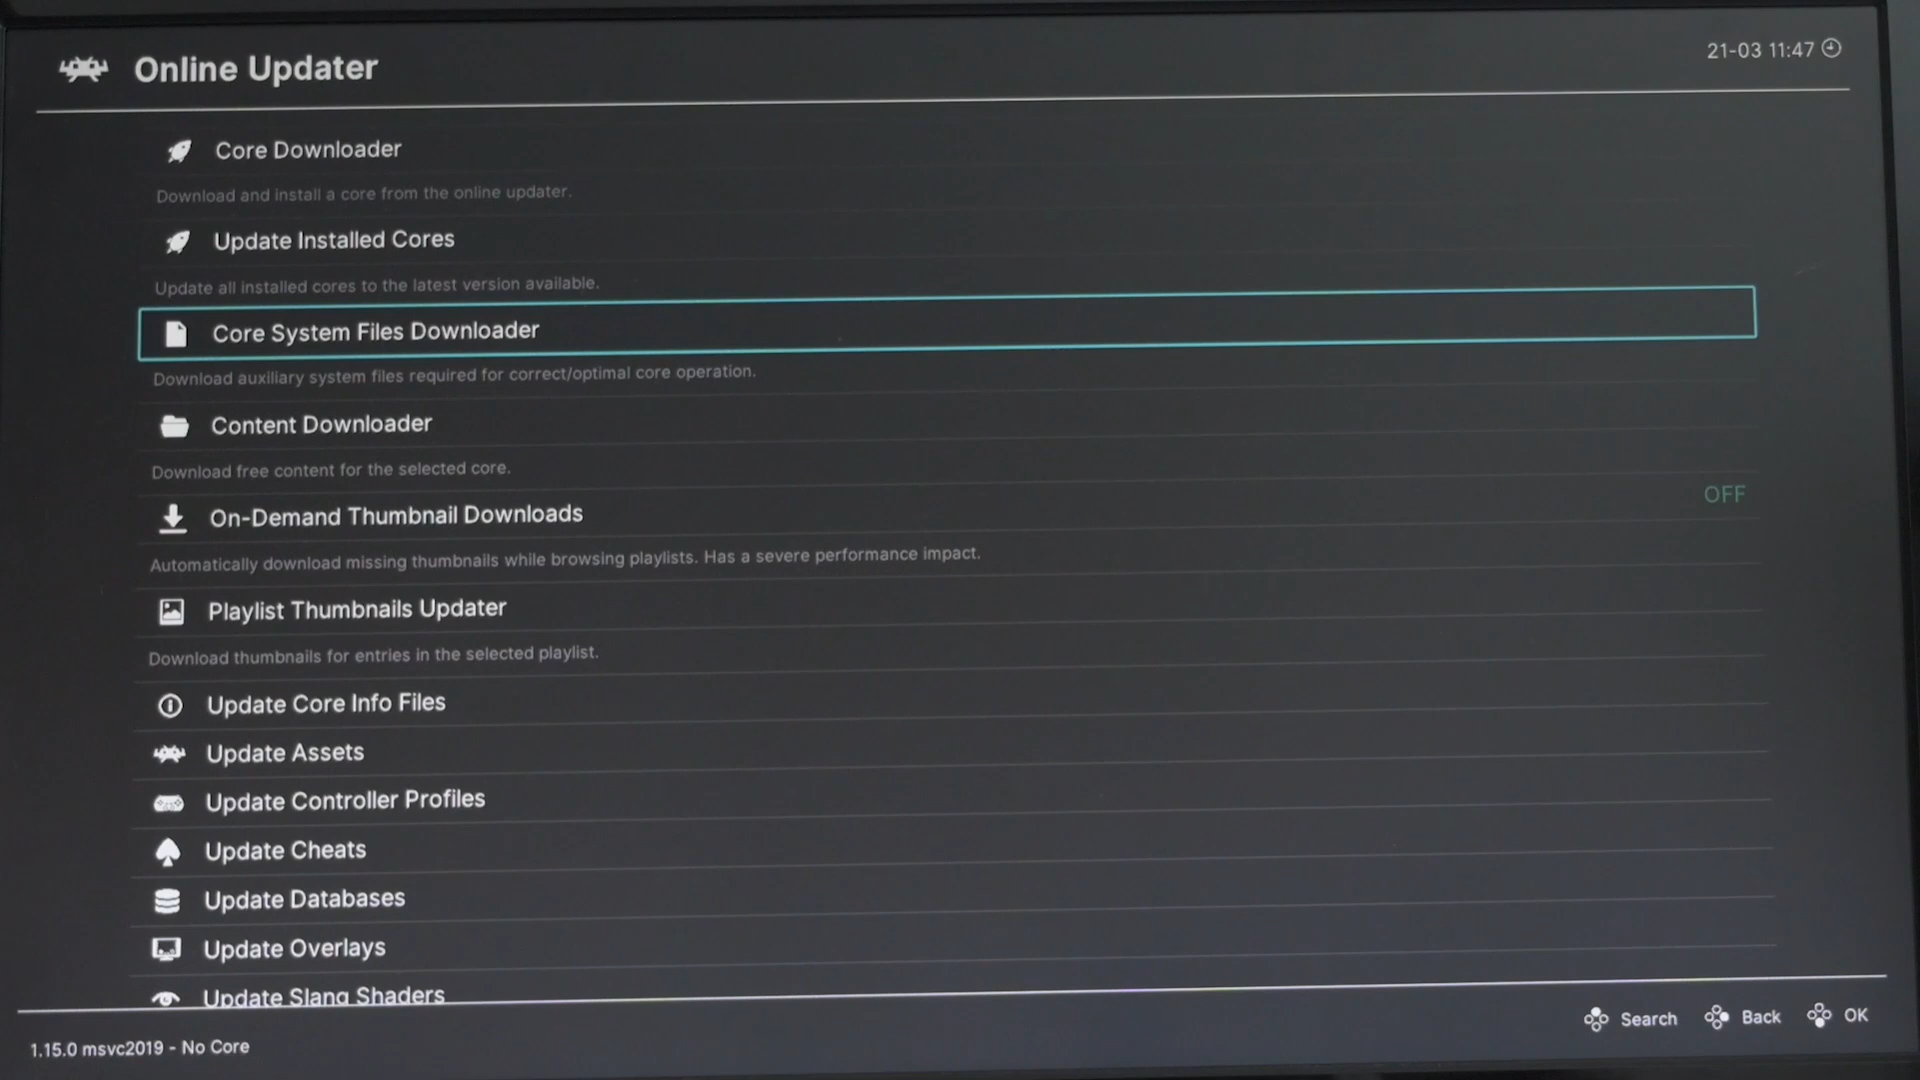 Online Updater
21-03 11:47
Core Downloader
Download and install a core from the online updater.
Update Installed Cores
Update all installed cores to the latest version available.
Core System Files Downloader
Download auxiliary system files required for correct/optimal core operation.
Content Downloader
Download free content for the selected core.
On-Demand Thumbnail Downloads
OFF
Automatically download missing thumbnails while browsing playlists. Has a severe performance impact.
Playlist Thumbnails Updater
Download thumbnails for entries in the selected playlist.
Update Core Info Files
Update Assets
Update Controller Profiles
Update Cheats
Update Databases
Update Overlays
Update Slang Shaders
1.15.0 msvc2019 - No Core
Search Back OK